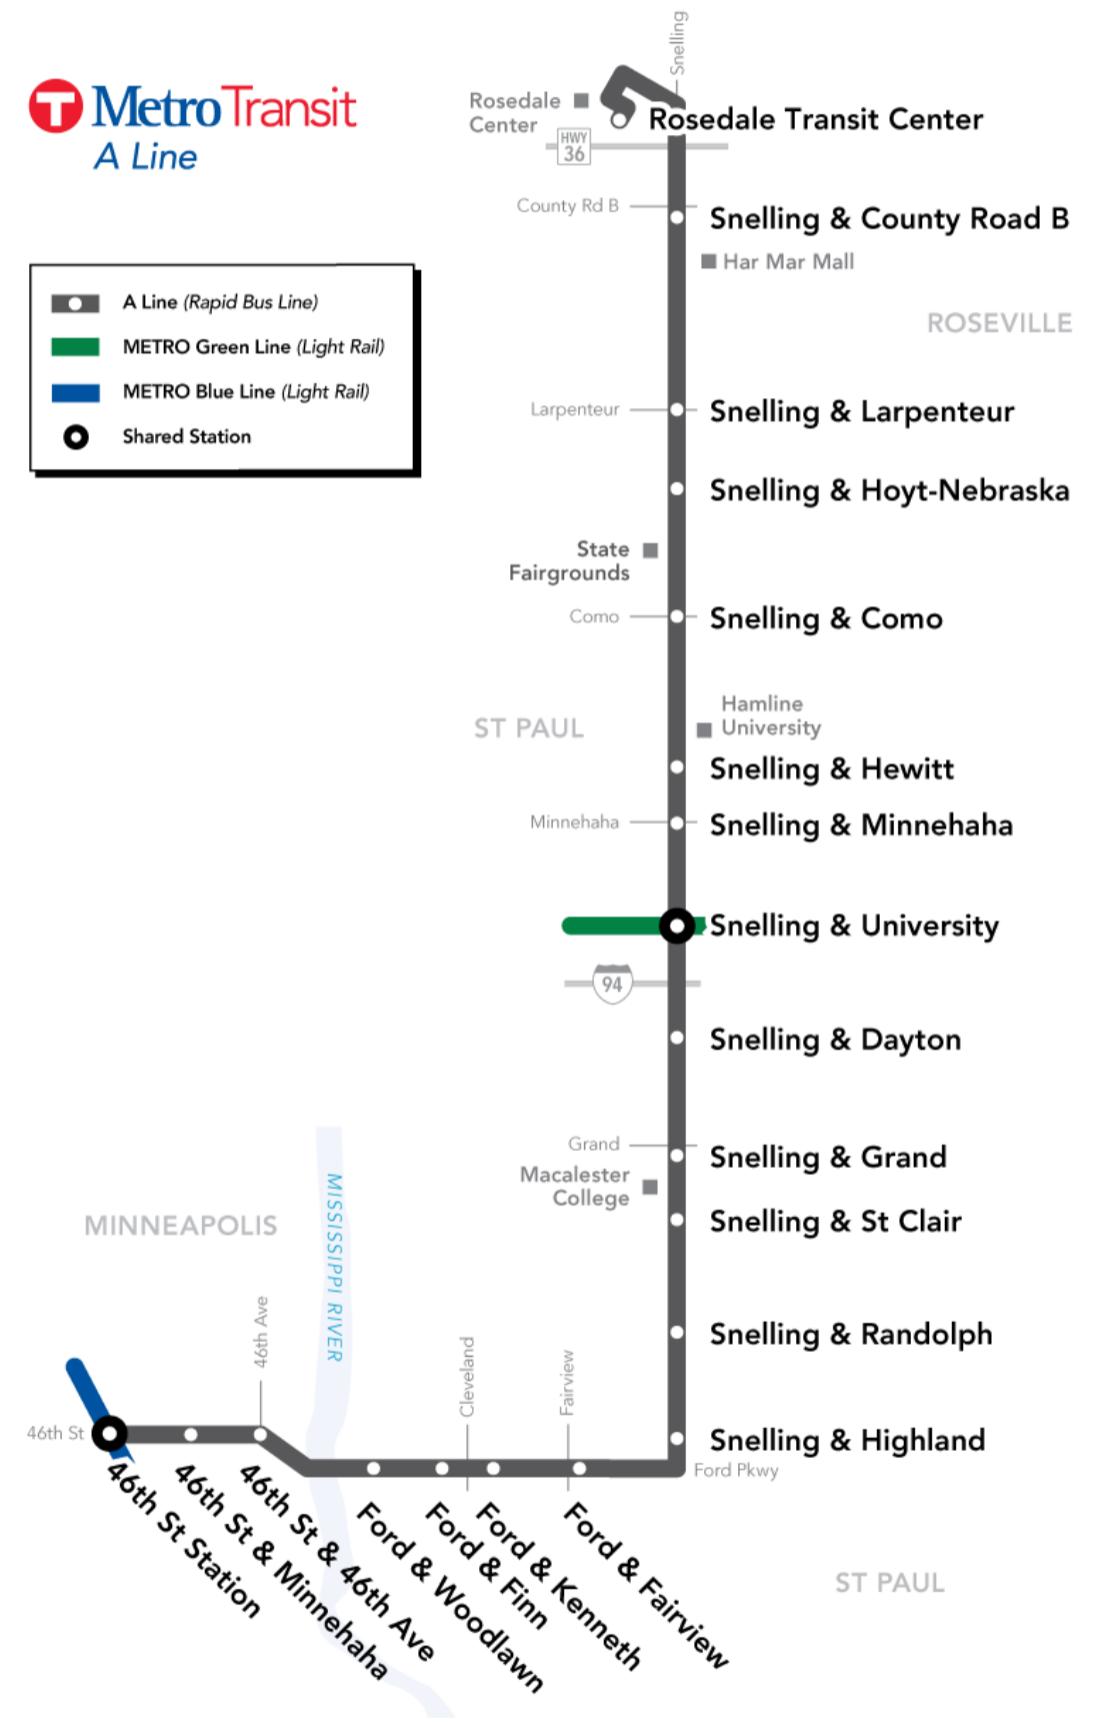 Snelling
T MetroTransit
A Line
Rosedale
Center
Rosedale Transit Center
HWY
36
County Rd B
Snelling & County Road B
Har Mar Mall
ROSEVILLE
A Line (Rapid Bus Line)
METRO Green Line (Light Rail)
METRO Blue Line (Light Rail)
Shared Station
Larpenteur
Snelling & Larpenteur
Snelling & Hoyt-Nebraska
State
Fairgrounds
Como
Snelling & Como
Hamline
University
ST PAUL
Snelling & Hewitt
Minnehaha
Snelling & Minnehaha
Snelling & University
94
Snelling & Dayton
Grand
Snelling & Grand
Macalester
College
Snelling & St Clair
MINNEAPOLIS
MISSISSIPPI RIVER
Snelling & Randolph
46th Ave
Cleveland
Fairview
46th St
Snelling & Highland
Ford Pkwy
46th St Station
46th St & Minnehaha
46th St & 46th Ave
Ford & Woodlawn
Ford & Finn
Ford & Kenneth
Ford & Fairview
ST PAUL